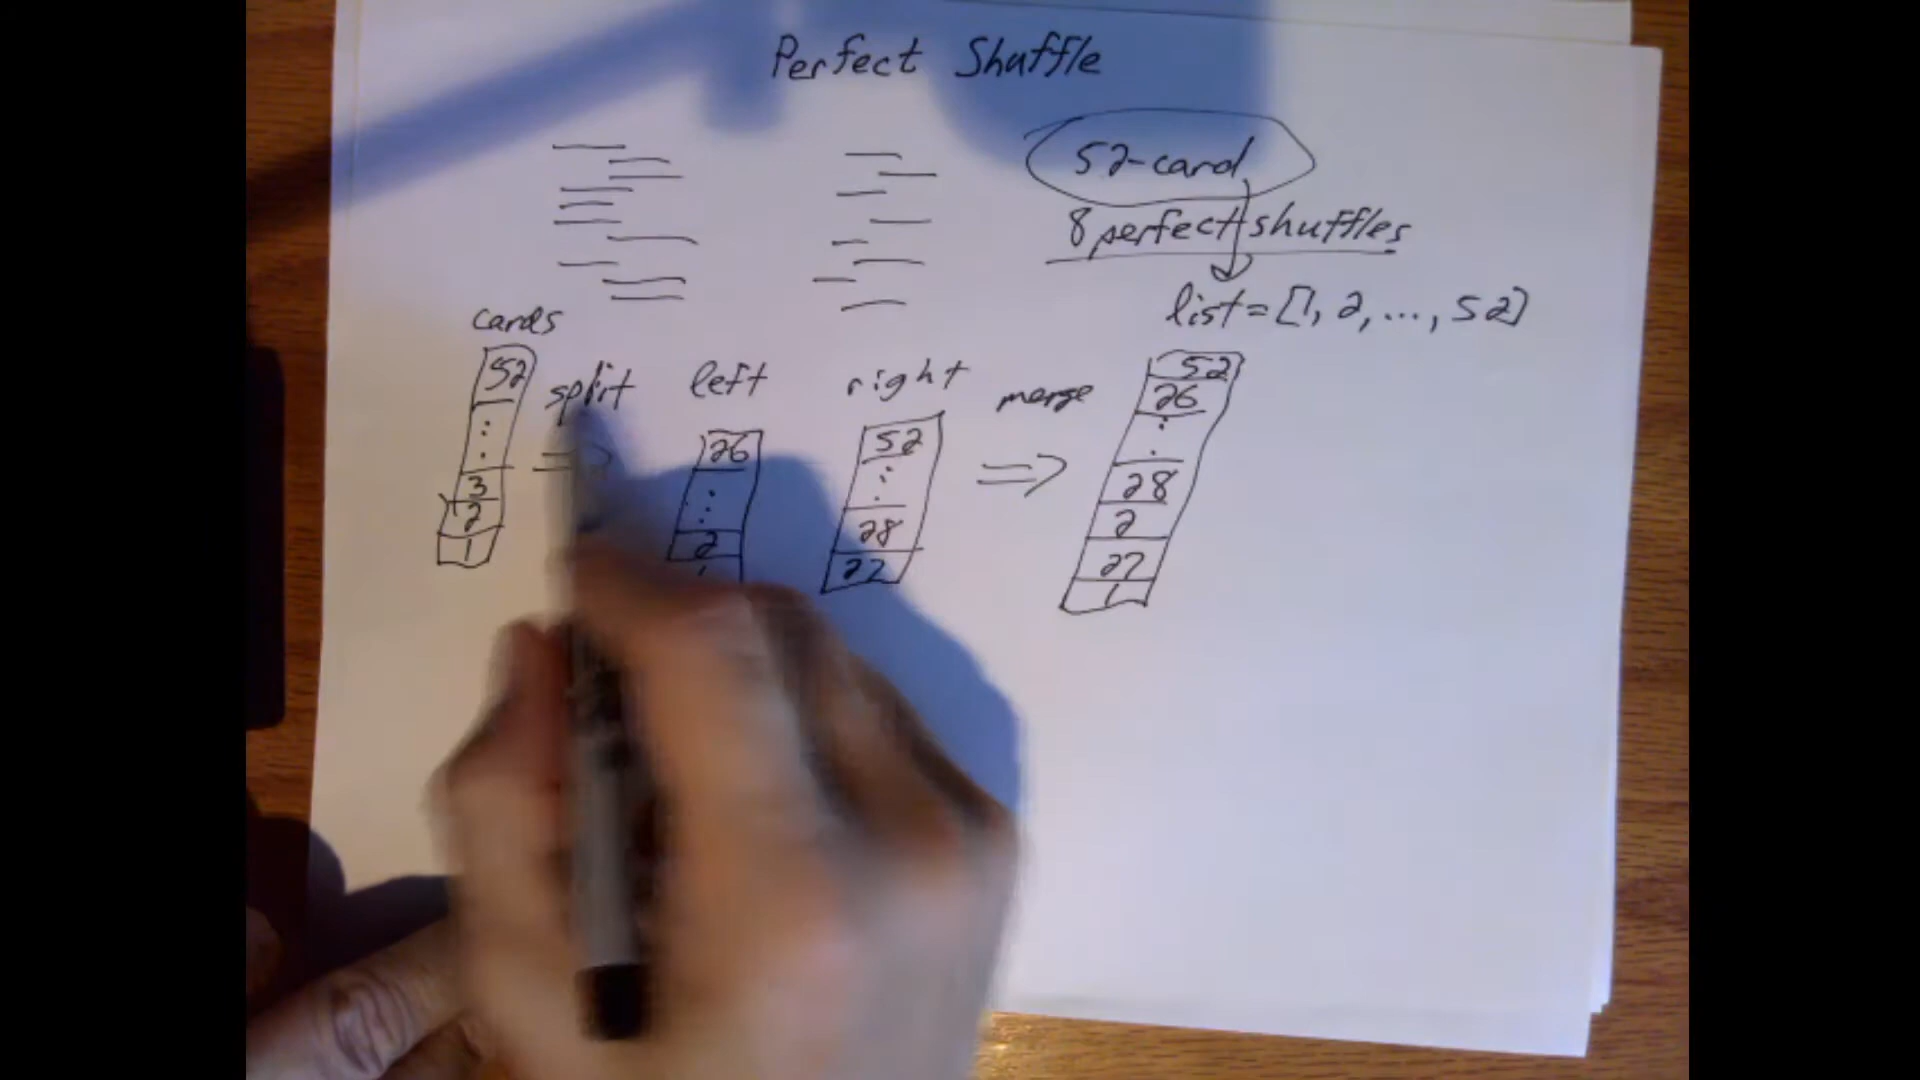 Perfect Shuffle
52-card
8 perfect shuffles
list = [1, 2, ..., 52]
cards
52
:
.
3
2
1
split
=>
left
26
:
.
2
1
right
52
:
.
28
27
merge
=>
52
26
:
.
28
2
27
1